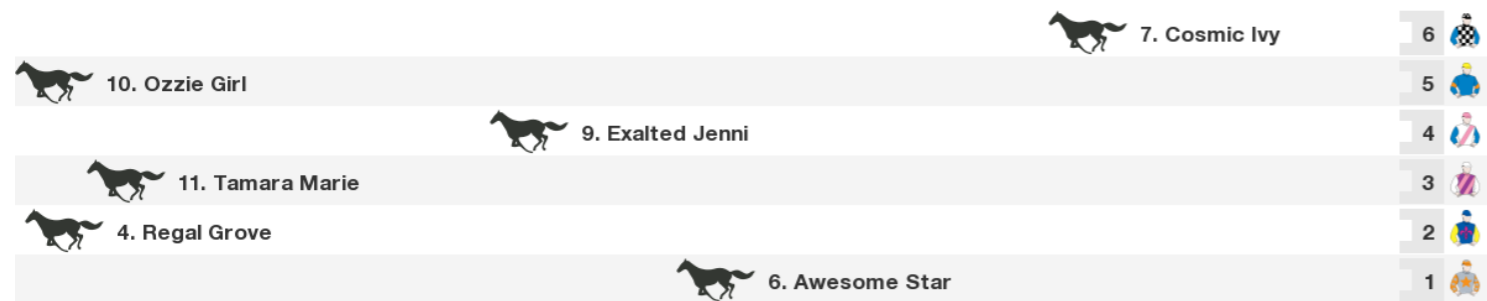 7. Cosmic Ivy 6
10. Ozzie Girl 5
9. Exalted Jenni 4
11. Tamara Marie 3
4. Regal Grove 2
6. Awesome Star 1